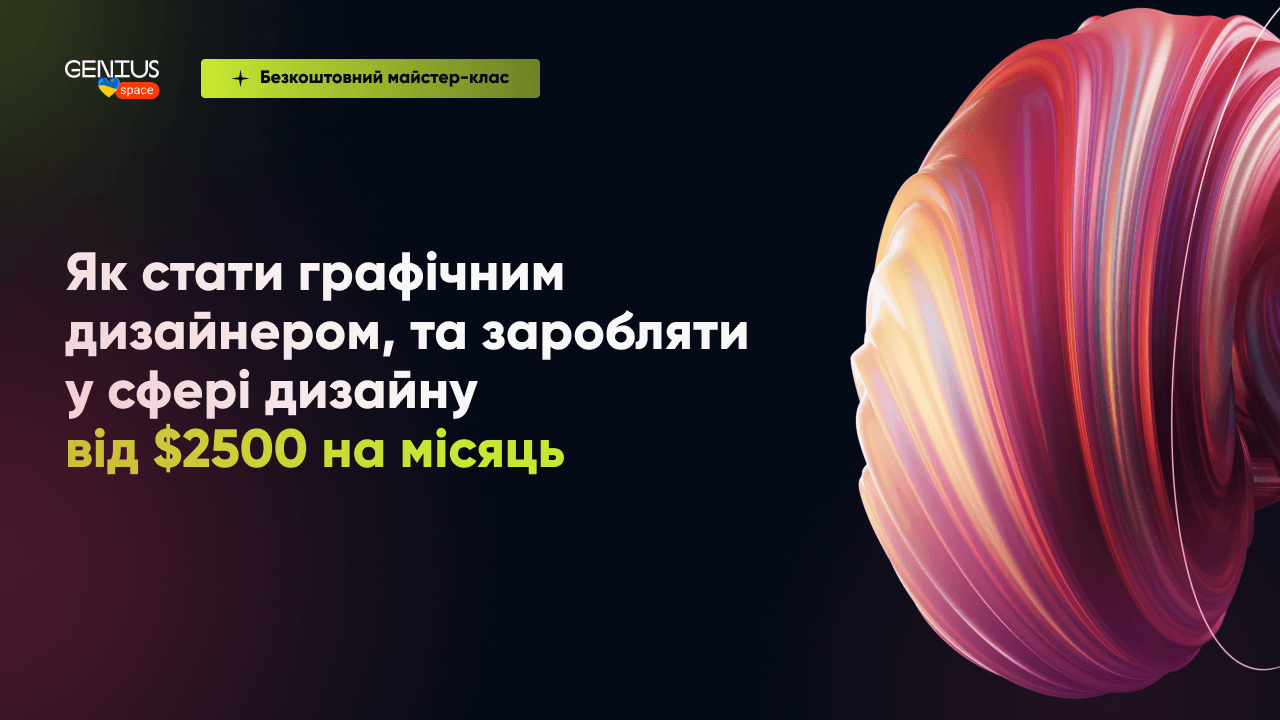 GENIUS
space
Безкоштовний майстер-клас
Як стати графічним
дизайнером, та заробляти
у сфері дизайну
від $2500 на місяць